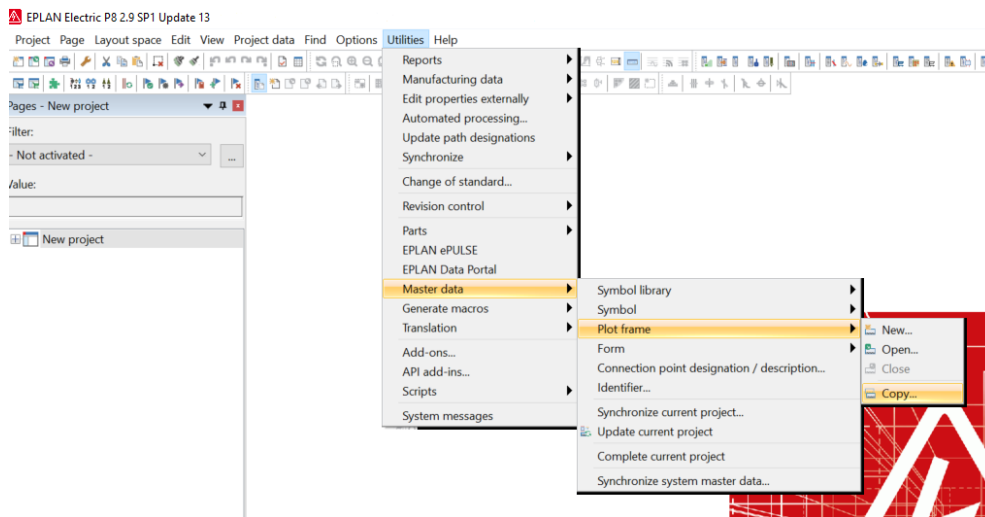 EPLAN Electric P8 2.9 SP1 Update 13
Project Page Layout space Edit View Project data Find Options Utilities Help
Pages - New project
Filter:
- Not activated -
...
Value:
New project
Reports
Manufacturing data
Edit properties externally
Automated processing...
Update path designations
Synchronize
Change of standard...
Revision control
Parts
EPLAN ePULSE
EPLAN Data Portal
Master data
Generate macros
Translation
Add-ons...
API add-ins...
Scripts
System messages
Symbol library
Symbol
Plot frame
Form
Connection point designation / description...
Identifier...
Synchronize current project...
Update current project
Complete current project
Synchronize system master data...
New...
Open...
Close
Copy...